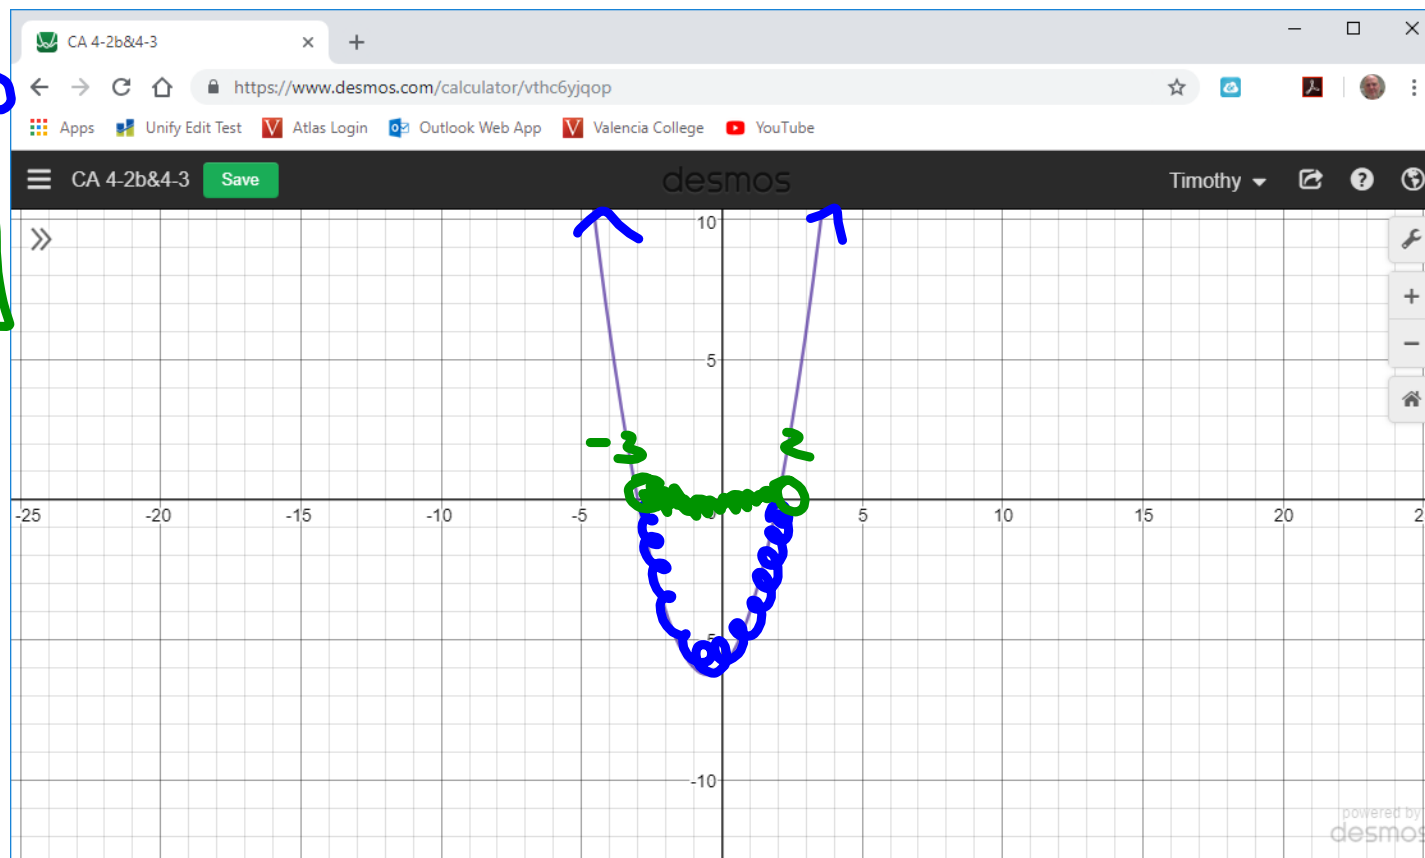 CA 4-2b&4-3
https://www.desmos.com/calculator/vthc6yjqop
Apps Unify Edit Test Atlas Login Outlook Web App Valencia College YouTube
CA 4-2b&4-3 Save desmos Timothy
10
5
-3 2
-25 -20 -15 -10 -5 0 5 10 15 20 2
-5
-10
powered by
desmos